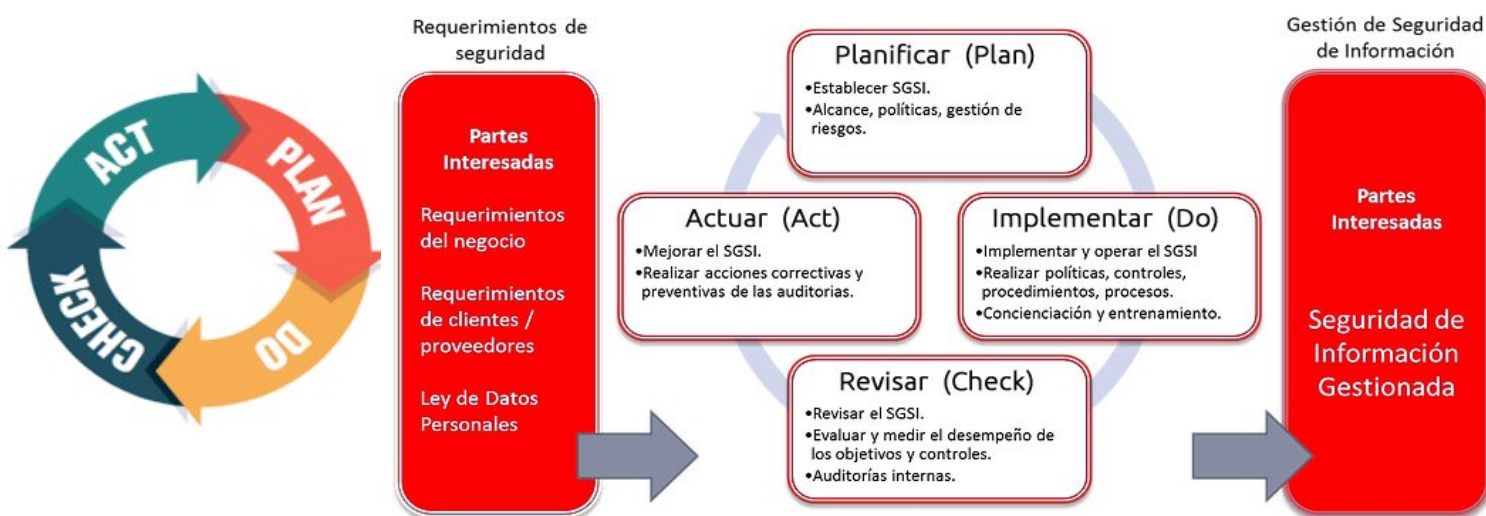 ACT
PLAN
DO
CHECK
Requerimientos de
seguridad
Partes
Interesadas
Requerimientos
del negocio
Requerimientos
de clientes /
proveedores
Ley de Datos
Personales
Planificar (Plan)
•Establecer SGSI.
•Alcance, políticas, gestión de
riesgos.
Actuar (Act)
•Mejorar el SGSI.
•Realizar acciones correctivas y
preventivas de las auditorias.
Implementar (Do)
•Implementar y operar el SGSI
•Realizar políticas, controles,
procedimientos, procesos.
•Concienciación y entrenamiento.
Revisar (Check)
•Revisar el SGSI.
•Evaluar y medir el desempeño de
los objetivos y controles.
•Auditorías internas.
Gestión de Seguridad
de Información
Partes
Interesadas
Seguridad de
Información
Gestionada